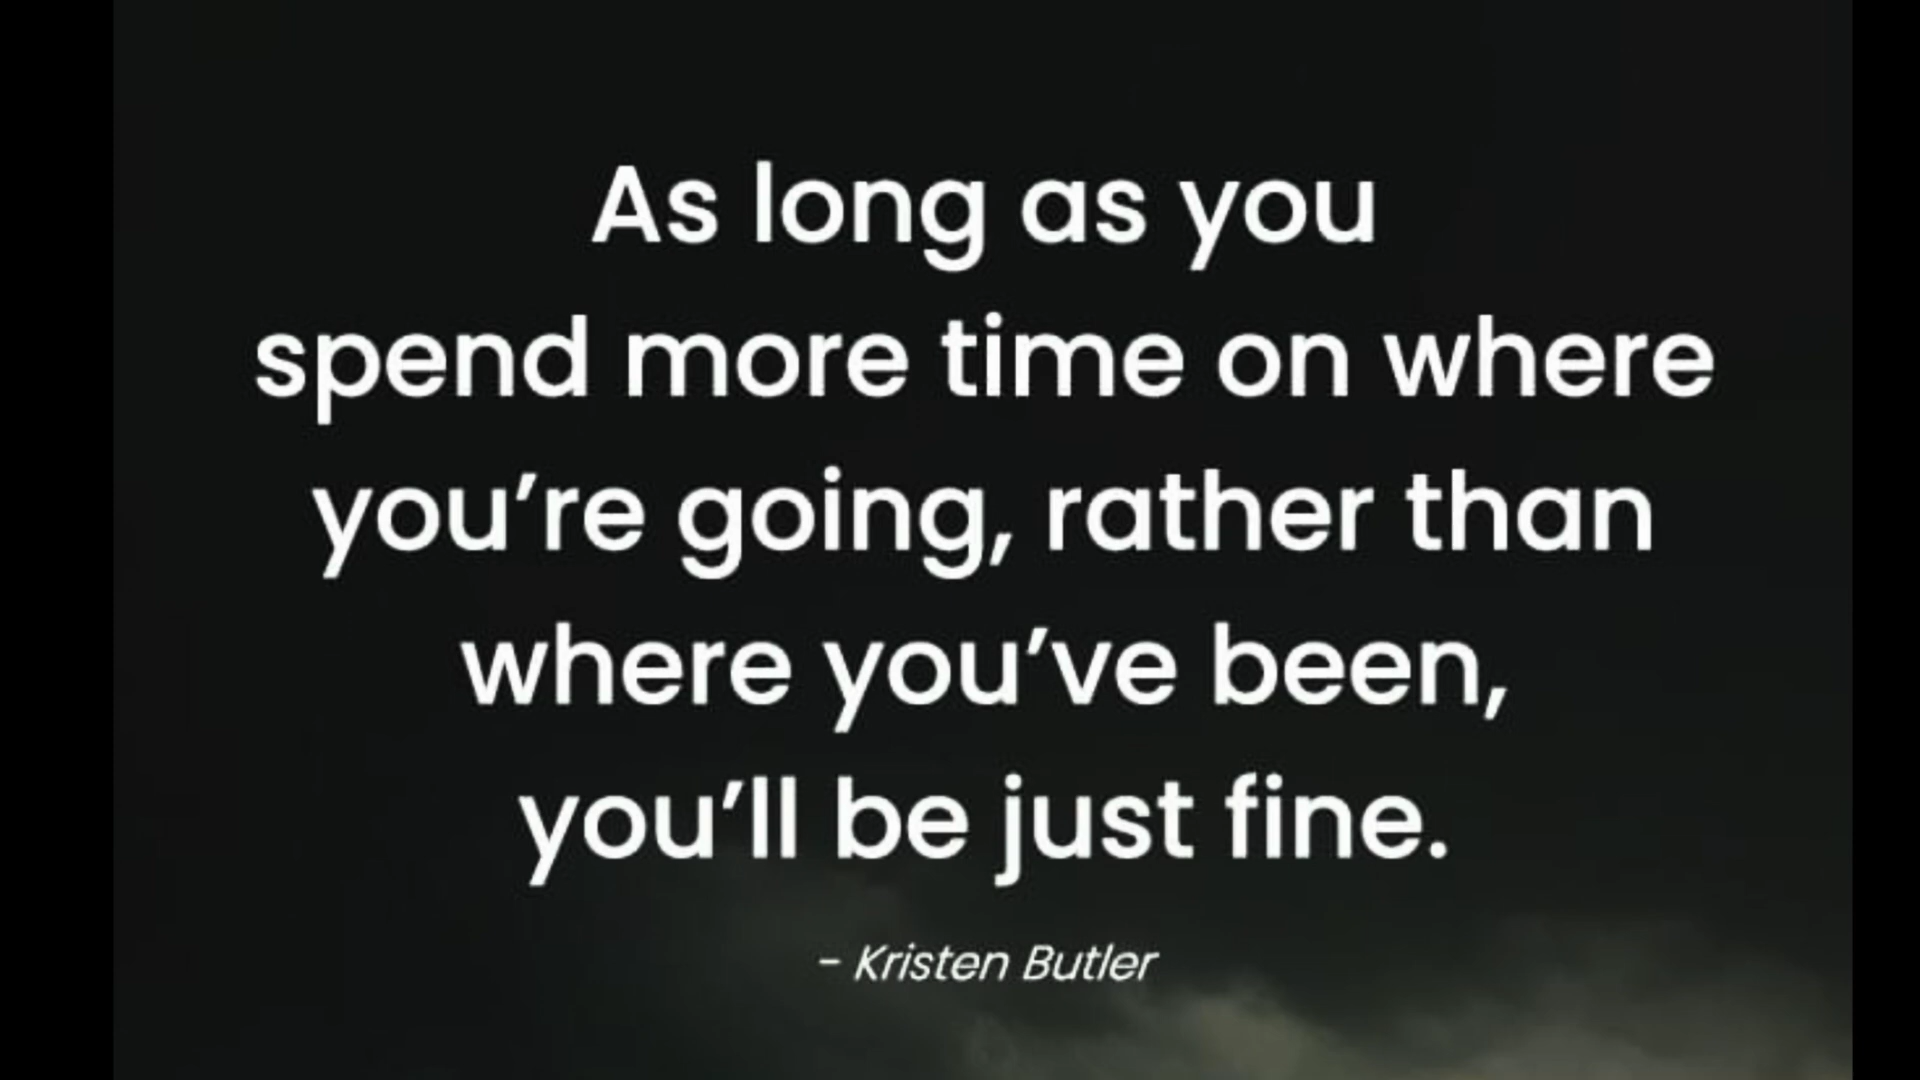 As long as you
spend more time on where
you’re going, rather than
where you’ve been,
you’ll be just fine.
- Kristen Butler